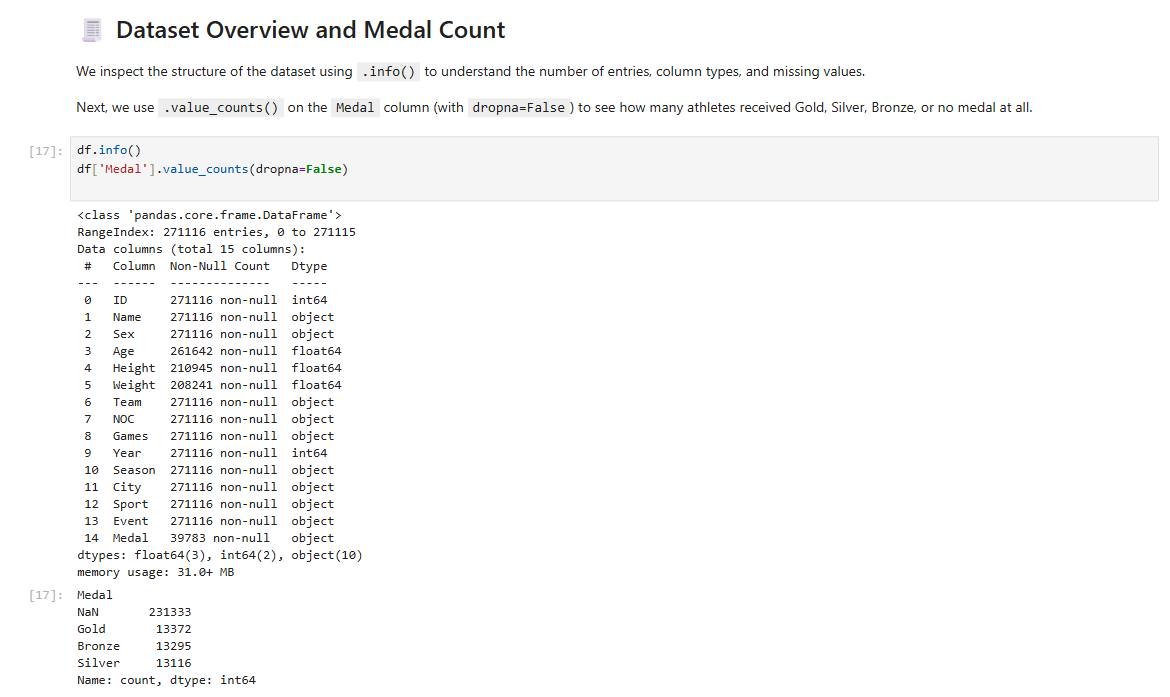 Dataset Overview and Medal Count
We inspect the structure of the dataset using .info() to understand the number of entries, column types, and missing values.
Next, we use .value_counts() on the Medal column (with dropna=False) to see how many athletes received Gold, Silver, Bronze, or no medal at all.
[17]: df.info()
df['Medal'].value_counts(dropna=False)
<class 'pandas.core.frame.DataFrame'>
RangeIndex: 271116 entries, 0 to 271115
Data columns (total 15 columns):
 #   Column  Non-Null Count   Dtype
---  ------  --------------   -----
 0   ID      271116 non-null  int64
 1   Name    271116 non-null  object
 2   Sex     271116 non-null  object
 3   Age     261642 non-null  float64
 4   Height  210945 non-null  float64
 5   Weight  208241 non-null  float64
 6   Team    271116 non-null  object
 7   NOC     271116 non-null  object
 8   Games   271116 non-null  object
 9   Year    271116 non-null  int64
 10  Season  271116 non-null  object
 11  City    271116 non-null  object
 12  Sport   271116 non-null  object
 13  Event   271116 non-null  object
 14  Medal   39783 non-null   object
dtypes: float64(3), int64(2), object(10)
memory usage: 31.0+ MB
[17]: Medal
NaN       231333
Gold       13372
Bronze     13295
Silver     13116
Name: count, dtype: int64